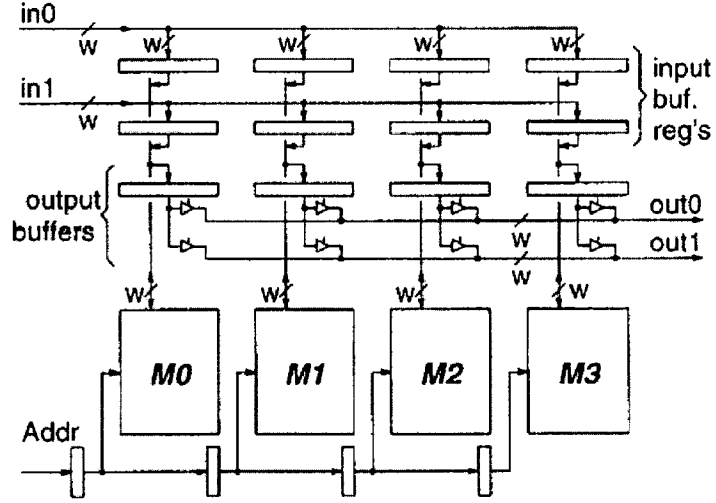 in0
w w w w w
input
buf.
reg's
in1
w
output
buffers
out0
w
out1
w
w w w w
M0 M1 M2 M3
Addr